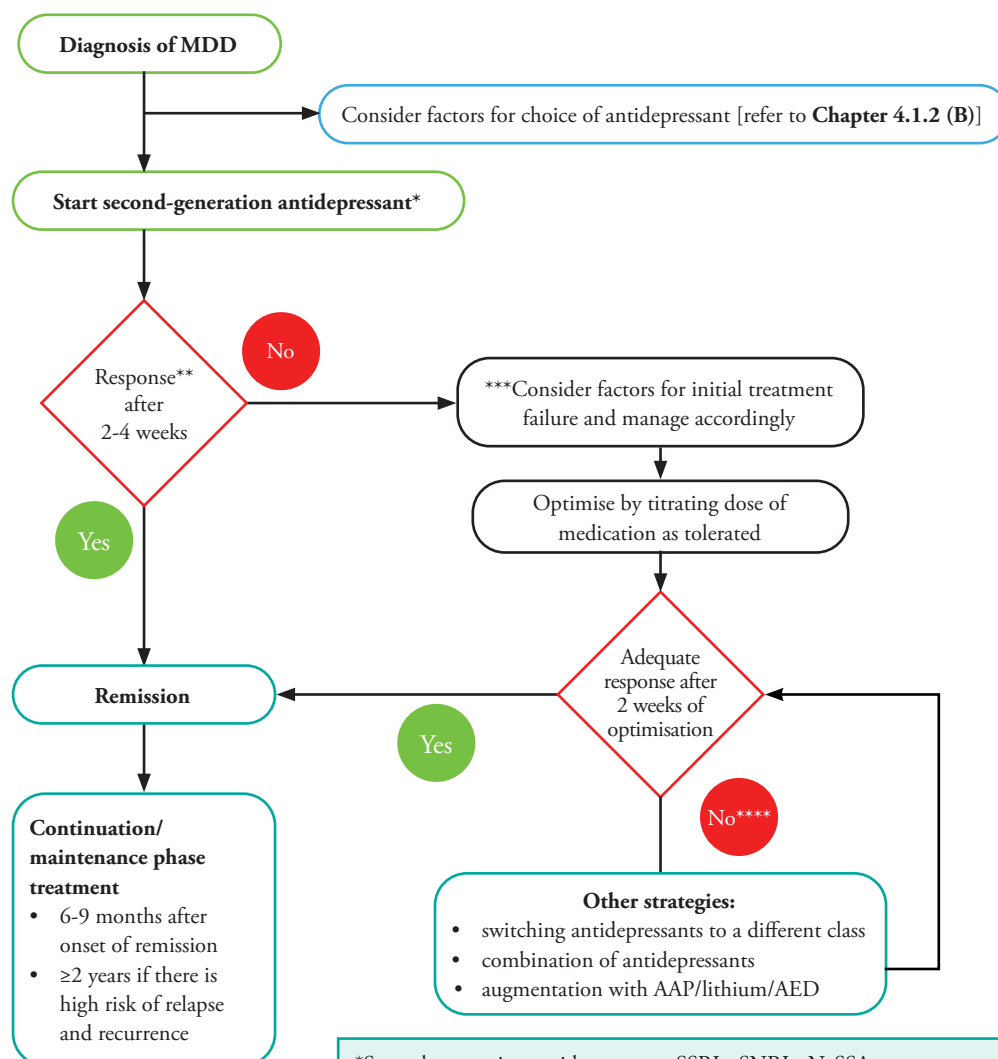 Diagnosis of MDD
Consider factors for choice of antidepressant [refer to Chapter 4.1.2 (B)]
Start second-generation antidepressant*
No
Response**
after
2-4 weeks
***Consider factors for initial treatment
failure and manage accordingly
Yes
Optimise by titrating dose of
medication as tolerated
Adequate
response after
2 weeks of
optimisation
Remission
Yes
No****
Continuation/
maintenance phase
treatment
• 6-9 months after
onset of remission
• ≥2 years if there is
high risk of relapse
and recurrence
Other strategies:
• switching antidepressants to a different class
• combination of antidepressants
• augmentation with AAP/lithium/AED